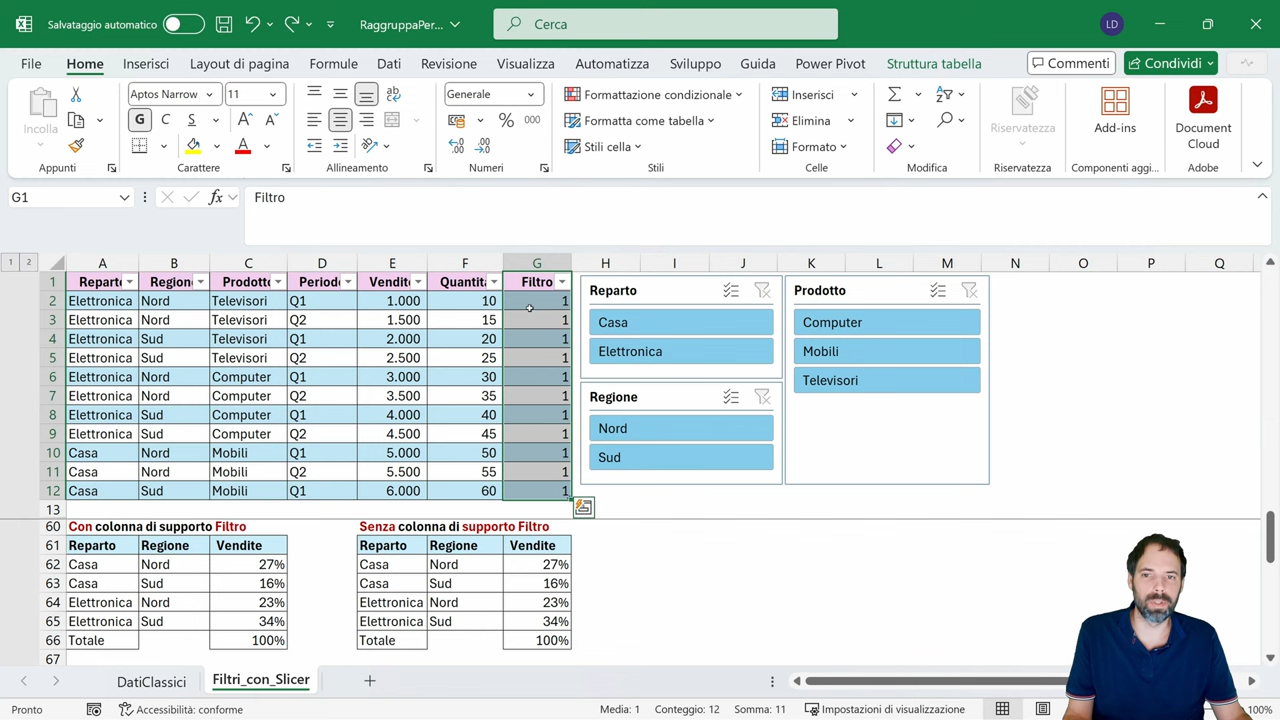 Salvataggio automatico RaggruppaPer... Cerca LD
File Home Inserisci Layout di pagina Formule Dati Revisione Visualizza Automatizza Sviluppo Guida Power Pivot Struttura tabella Commenti Condividi
Incolla Aptos Narrow 11 Generale Formattazione condizionale Inserisci Riservatezza Add-ins Document Cloud
G C S % 000 Formatta come tabella Elimina
Stili cella Formato
Appunti Carattere Allineamento Numeri Stili Celle Modifica Riservatezza Componenti aggi... Adobe
G1 fx Filtro
1 2 A B C D E F G H I J K L M N O P Q
1 Repart Region Prodott Period Vendit Quantit Filtro
2 Elettronica Nord Televisori Q1 1.000 10 1
3 Elettronica Nord Televisori Q2 1.500 15 1
4 Elettronica Sud Televisori Q1 2.000 20 1
5 Elettronica Sud Televisori Q2 2.500 25 1
6 Elettronica Nord Computer Q1 3.000 30 1
7 Elettronica Nord Computer Q2 3.500 35 1
8 Elettronica Sud Computer Q1 4.000 40 1
9 Elettronica Sud Computer Q2 4.500 45 1
10 Casa Nord Mobili Q1 5.000 50 1
11 Casa Nord Mobili Q2 5.500 55 1
12 Casa Sud Mobili Q1 6.000 60 1
13
Reparto
Casa
Elettronica
Regione
Nord
Sud
Prodotto
Computer
Mobili
Televisori
60 Con colonna di supporto Filtro Senza colonna di supporto Filtro
61 Reparto Regione Vendite Reparto Regione Vendite
62 Casa Nord 27% Casa Nord 27%
63 Casa Sud 16% Casa Sud 16%
64 Elettronica Nord 23% Elettronica Nord 23%
65 Elettronica Sud 34% Elettronica Sud 34%
66 Totale 100% Totale 100%
67
DatiClassici Filtri_con_Slicer
Pronto Accessibilità: conforme Media: 1 Conteggio: 12 Somma: 11 Impostazioni di visualizzazione 100%